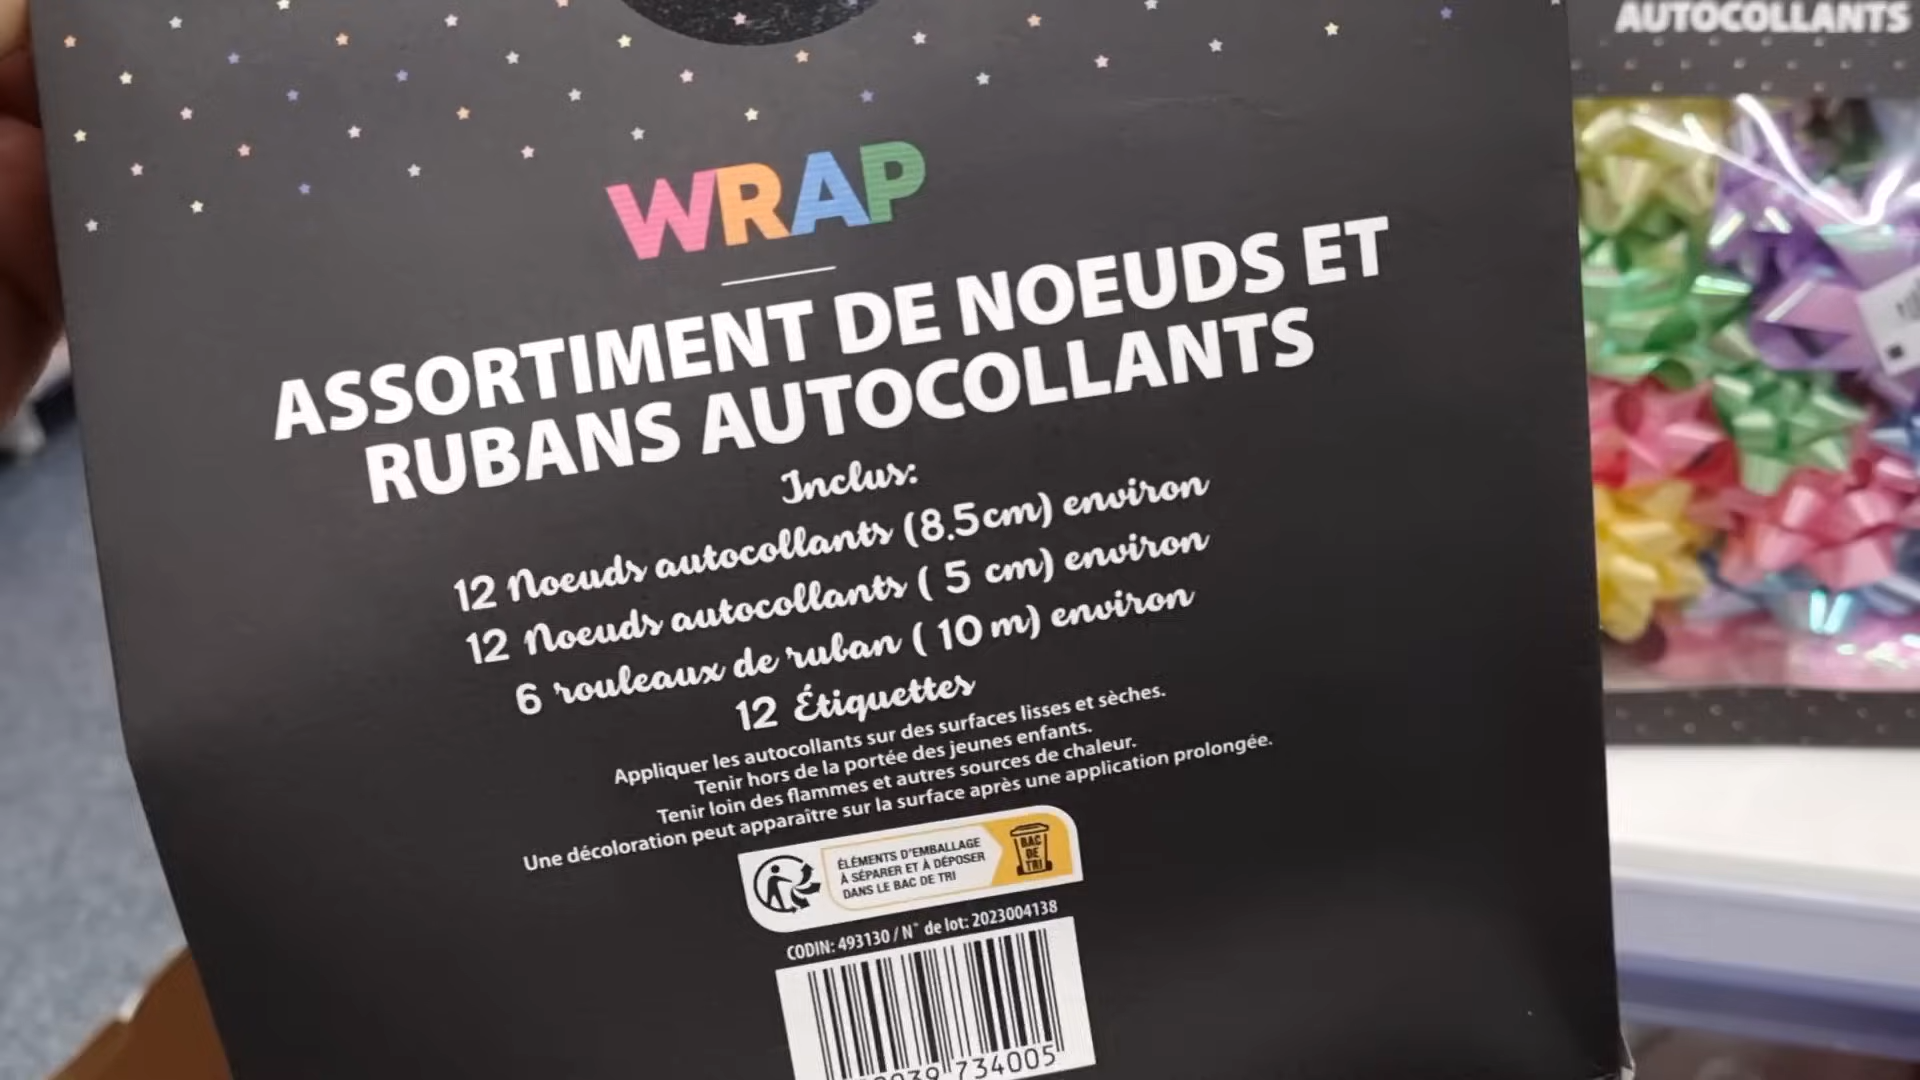 AUTOCOLLANTS
WRAP
ASSORTIMENT DE NOEUDS ET
RUBANS AUTOCOLLANTS
Inclus:
12 Noeuds autocollants (8.5cm) environ
12 Noeuds autocollants ( 5 cm) environ
6 rouleaux de ruban ( 10 m) environ
12 Étiquettes
Appliquer les autocollants sur des surfaces lisses et sèches.
Tenir hors de la portée des jeunes enfants.
Tenir loin des flammes et autres sources de chaleur.
Une décoloration peut apparaître sur la surface après une application prolongée.
ÉLÉMENTS D'EMBALLAGE
À SÉPARER ET À DÉPOSER
DANS LE BAC DE TRI
BAC
DE
TRI
CODIN: 493130 / N° de lot: 2023004138
734005